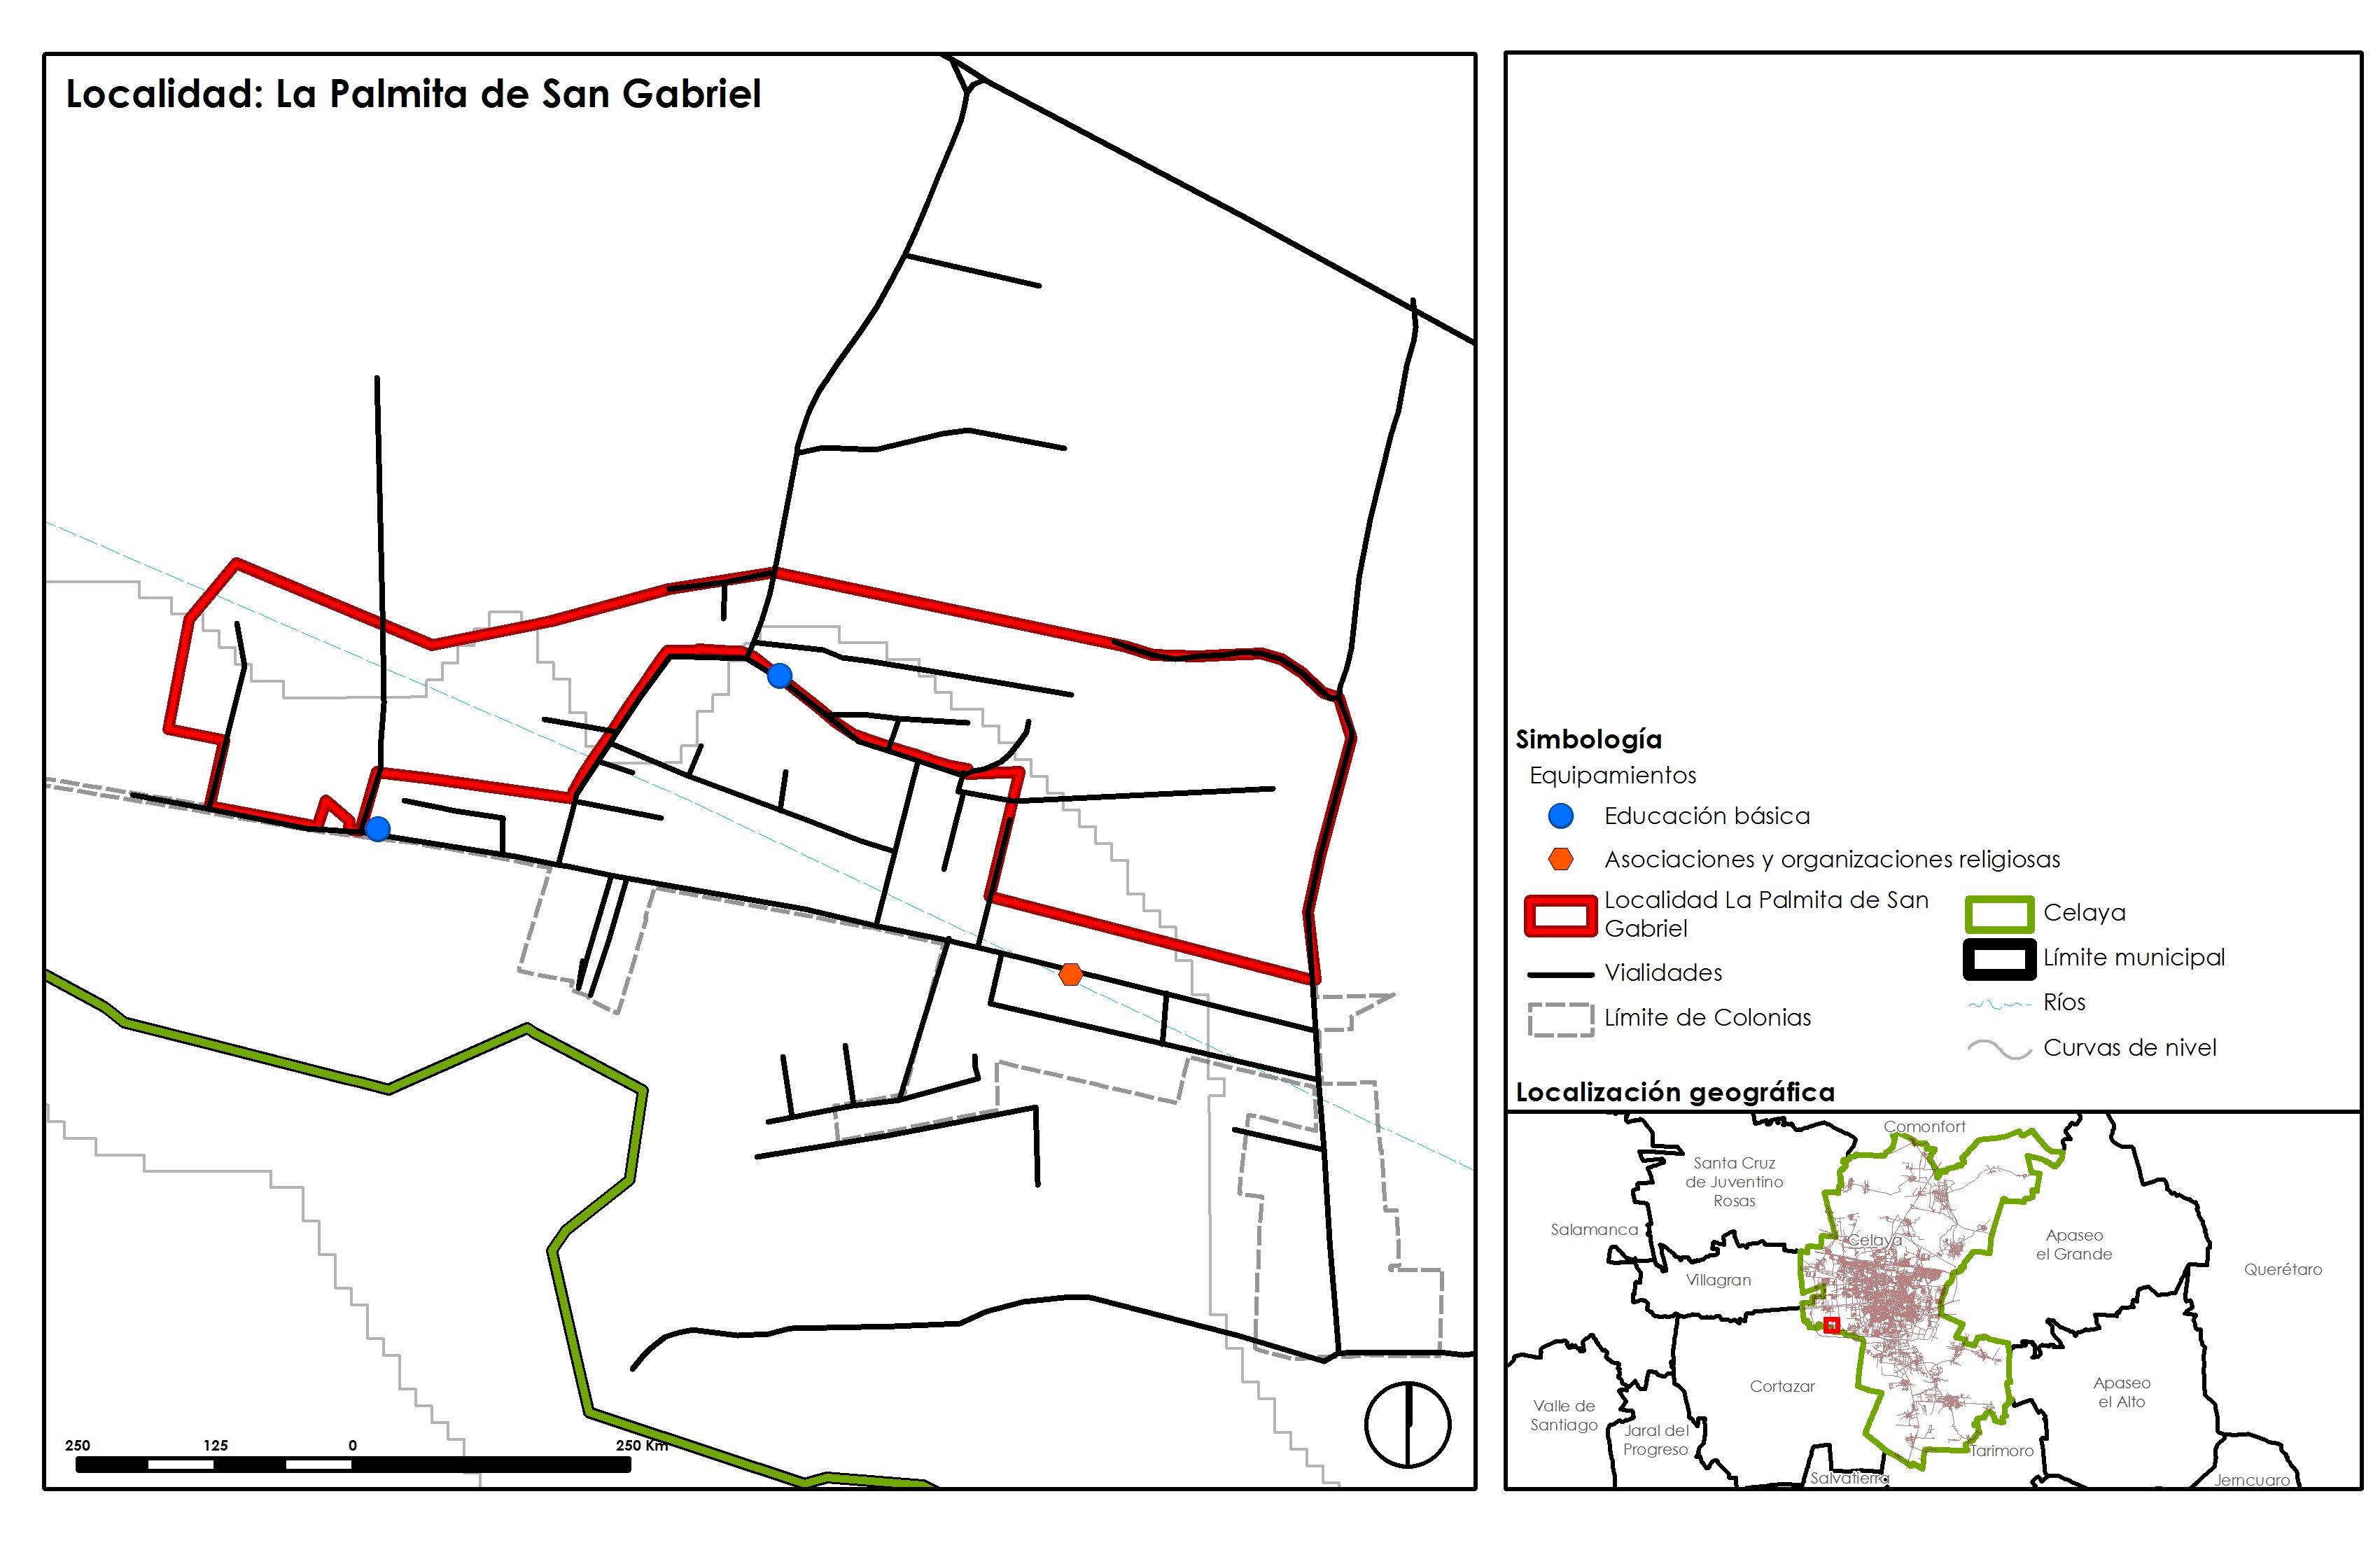 Localidad: La Palmita de San Gabriel
250 125 0 250 Km
Simbología
Equipamientos
Educación básica
Asociaciones y organizaciones religiosas
Localidad La Palmita de San
Gabriel
Vialidades
Límite de Colonias
Celaya
Límite municipal
Ríos
Curvas de nivel
Localización geográfica
Comonfort
Santa Cruz
de Juventino
Rosas
Salamanca
Celaya
Apaseo
el Grande
Villagran
Querétaro
Cortazar
Apaseo
el Alto
Valle de
Santiago
Jaral del
Progreso
Tarimoro
Salvatierra
Jerncuaro